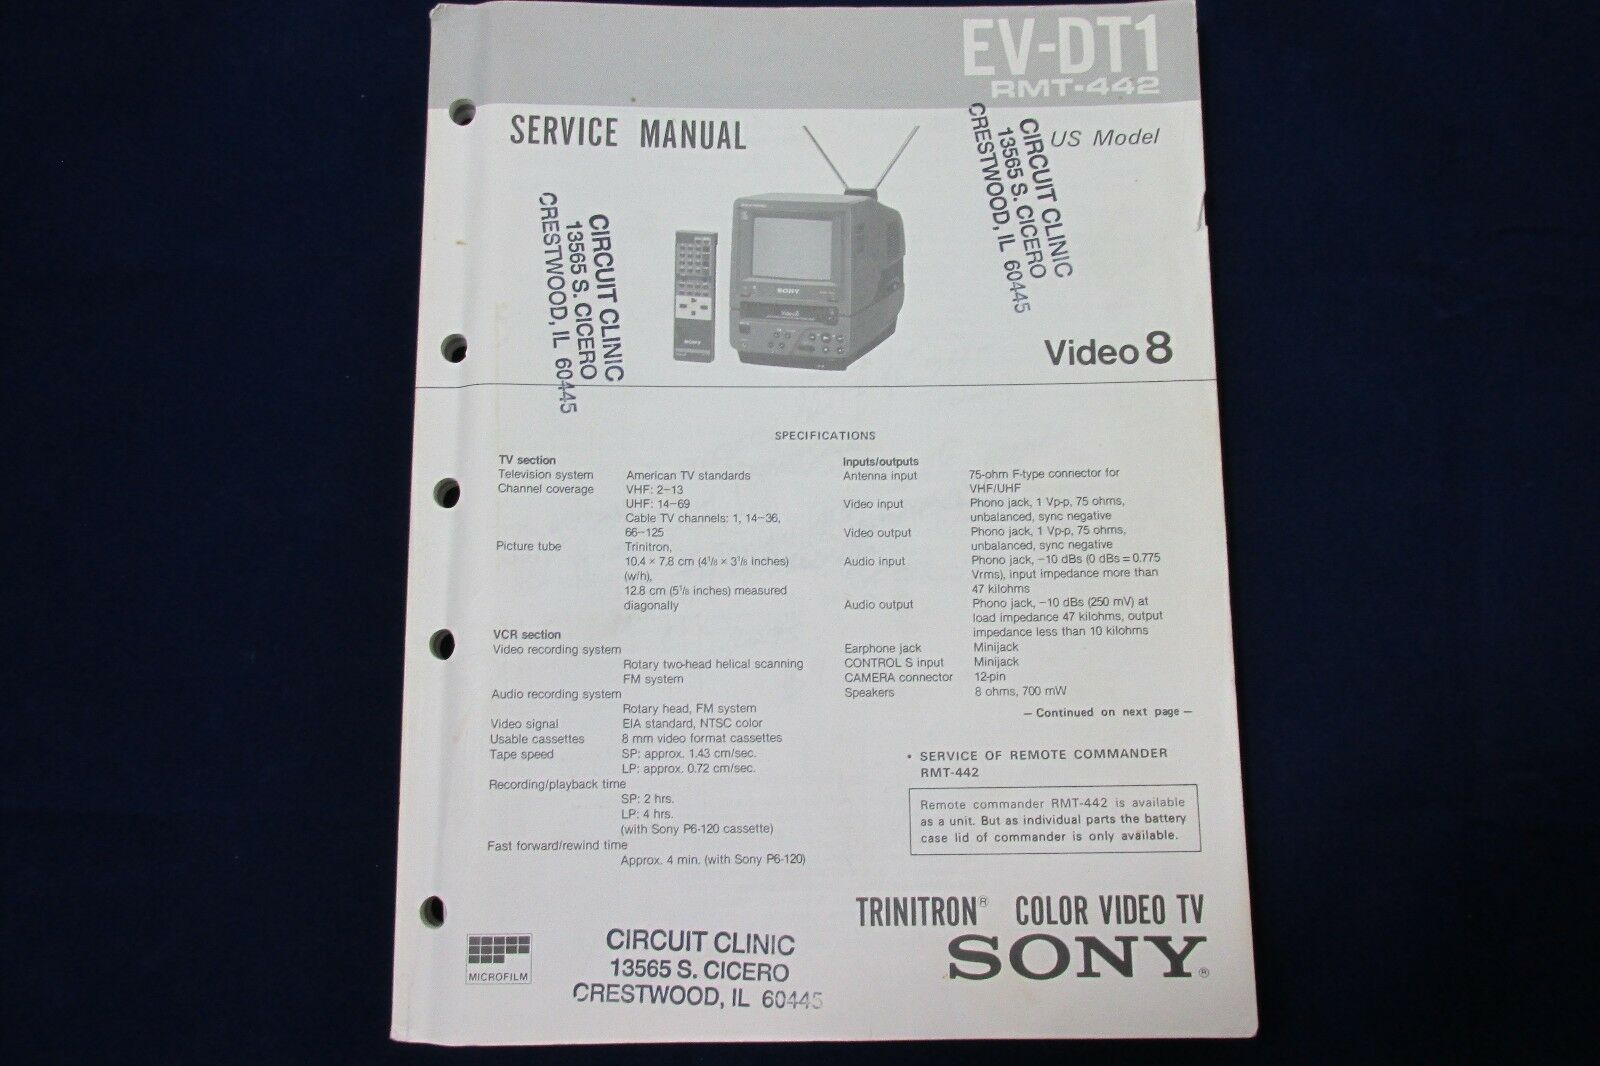 EV-DT1
RMT-442
SERVICE MANUAL
US Model
CIRCUIT CLINIC
13565 S. CICERO
CRESTWOOD, IL 60445
CIRCUIT CLINIC
13565 S. CICERO
CRESTWOOD, IL 60445
SONY
Video8
SONY
Video 8
SPECIFICATIONS
TV section
Television system American TV standards
Channel coverage VHF: 2–13
UHF: 14–69
Cable TV channels: 1, 14–36,
66–125
Picture tube Trinitron,
10.4 × 7.8 cm (4 1/8 × 3 1/8 inches)
(w/h),
12.8 cm (5 1/8 inches) measured
diagonally
VCR section
Video recording system
Rotary two-head helical scanning
FM system
Audio recording system
Rotary head, FM system
Video signal EIA standard, NTSC color
Usable cassettes 8 mm video format cassettes
Tape speed SP: approx. 1.43 cm/sec.
LP: approx. 0.72 cm/sec.
Recording/playback time
SP: 2 hrs.
LP: 4 hrs.
(with Sony P6-120 cassette)
Fast forward/rewind time
Approx. 4 min. (with Sony P6-120)
Inputs/outputs
Antenna input 75-ohm F-type connector for
VHF/UHF
Video input Phono jack, 1 Vp-p, 75 ohms,
unbalanced, sync negative
Video output Phono jack, 1 Vp-p, 75 ohms,
unbalanced, sync negative
Audio input Phono jack, −10 dBs (0 dBs = 0.775
Vrms), input impedance more than
47 kilohms
Audio output Phono jack, −10 dBs (250 mV) at
load impedance 47 kilohms, output
impedance less than 10 kilohms
Earphone jack Minijack
CONTROL S input Minijack
CAMERA connector 12-pin
Speakers 8 ohms, 700 mW
— Continued on next page —
• SERVICE OF REMOTE COMMANDER
RMT-442
Remote commander RMT-442 is available
as a unit. But as individual parts the battery
case lid of commander is only available.
TRINITRON® COLOR VIDEO TV
SONY®
MICROFILM
CIRCUIT CLINIC
13565 S. CICERO
CRESTWOOD, IL 60445